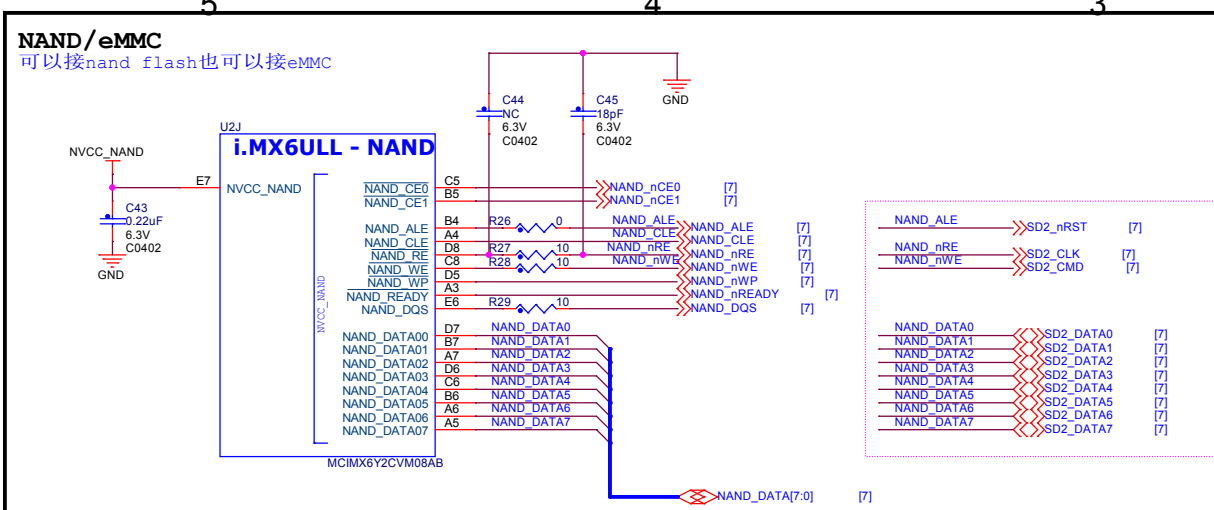 5 4 3
NAND/eMMC
可以接nand flash也可以接eMMC
C44
NC
6.3V
C0402
C45
18pF
6.3V
C0402
GND
U2J
i.MX6ULL - NAND
NVCC_NAND
E7
NVCC_NAND
C43
0.22uF
6.3V
C0402
GND
NVCC_NAND
NAND_CE0 C5 NAND_nCE0 [7]
NAND_CE1 B5 NAND_nCE1 [7]
NAND_ALE B4 R26 0 NAND_ALE NAND_ALE [7]
NAND_CLE A4 NAND_CLE NAND_CLE [7]
NAND_RE D8 R27 10 NAND_nRE NAND_nRE [7]
NAND_WE C8 R28 10 NAND_nWE NAND_nWE [7]
NAND_WP D5 NAND_nWP [7]
NAND_READY A3 NAND_nREADY [7]
NAND_DQS E6 R29 10 NAND_DQS [7]
NAND_DATA00 D7 NAND_DATA0
NAND_DATA01 B7 NAND_DATA1
NAND_DATA02 A7 NAND_DATA2
NAND_DATA03 D6 NAND_DATA3
NAND_DATA04 C6 NAND_DATA4
NAND_DATA05 B6 NAND_DATA5
NAND_DATA06 A6 NAND_DATA6
NAND_DATA07 A5 NAND_DATA7
MCIMX6Y2CVM08AB
NAND_DATA[7:0] [7]
NAND_ALE SD2_nRST [7]
NAND_nRE SD2_CLK [7]
NAND_nWE SD2_CMD [7]
NAND_DATA0 SD2_DATA0 [7]
NAND_DATA1 SD2_DATA1 [7]
NAND_DATA2 SD2_DATA2 [7]
NAND_DATA3 SD2_DATA3 [7]
NAND_DATA4 SD2_DATA4 [7]
NAND_DATA5 SD2_DATA5 [7]
NAND_DATA6 SD2_DATA6 [7]
NAND_DATA7 SD2_DATA7 [7]